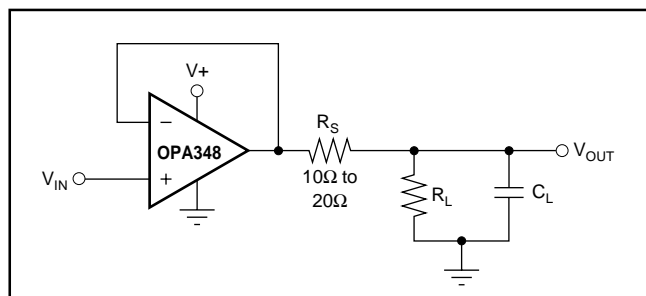 V+
−
OPA348
+
V_IN
R_S
10Ω to
20Ω
V_OUT
R_L
C_L